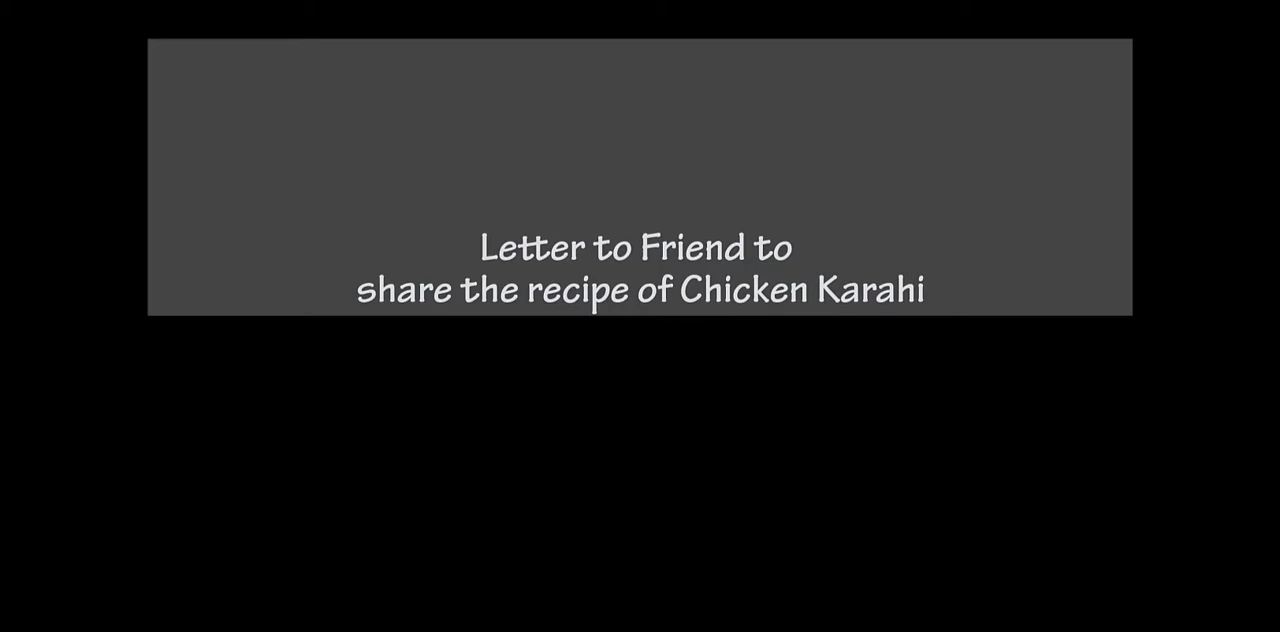 Letter to Friend to
share the recipe of Chicken Karahi